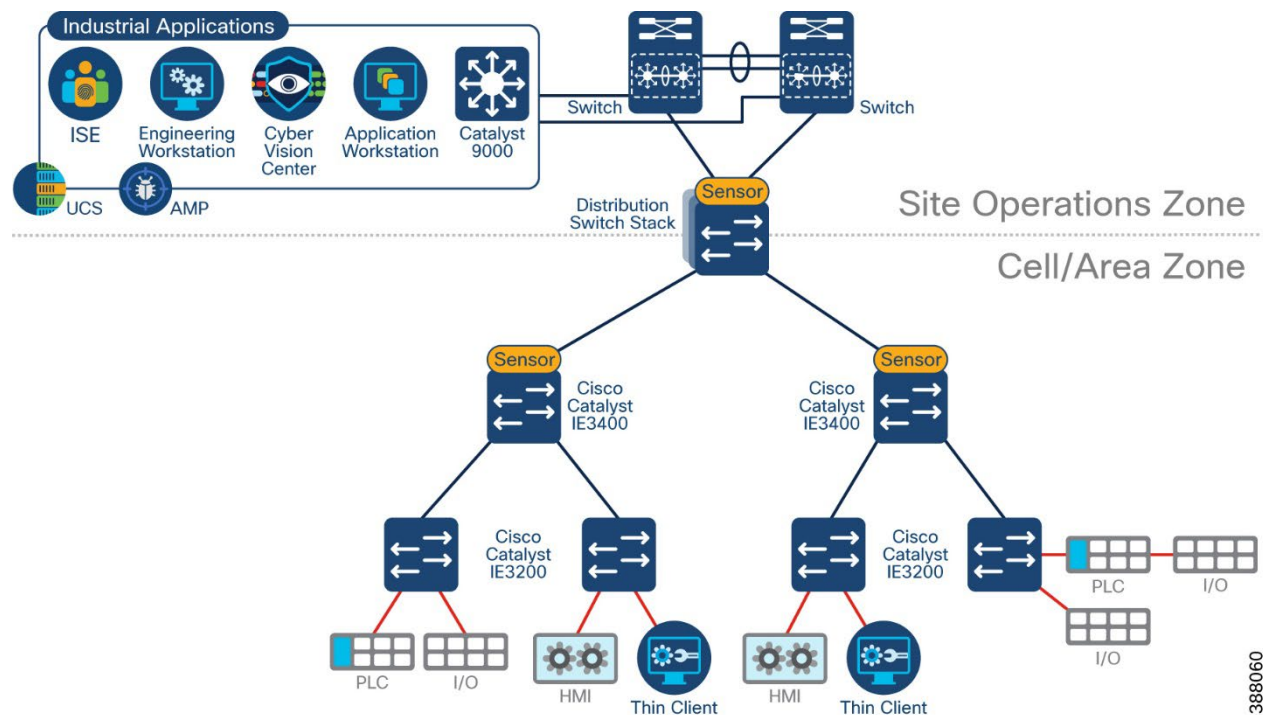 Industrial Applications
ISE
Engineering
Workstation
Cyber
Vision
Center
Application
Workstation
Catalyst
9000
UCS
AMP
Switch
Switch
Sensor
Distribution
Switch Stack
Site Operations Zone
Cell/Area Zone
Sensor
Cisco
Catalyst
IE3400
Sensor
Cisco
Catalyst
IE3400
Cisco
Catalyst
IE3200
Cisco
Catalyst
IE3200
PLC
I/O
I/O
PLC
I/O
HMI
Thin Client
HMI
Thin Client
388060